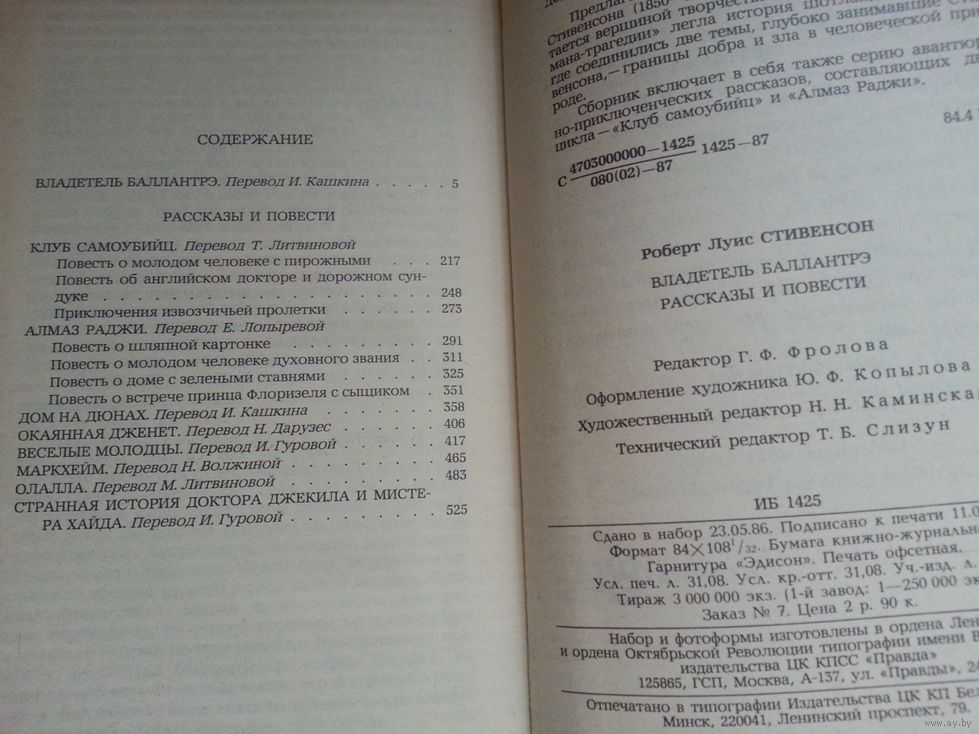 СОДЕРЖАНИЕ
ВЛАДЕТЕЛЬ БАЛЛАНТРЭ. Перевод И. Кашкина . . . . . 5
РАССКАЗЫ И ПОВЕСТИ
КЛУБ САМОУБИЙЦ. Перевод Т. Литвиновой
Повесть о молодом человеке с пирожными . . . 217
Повесть об английском докторе и дорожном сун-
дуке . . . . . . . . . . . . . . . 248
Приключения извозчичьей пролетки . . . . . 273
АЛМАЗ РАДЖИ. Перевод Е. Лопыревой
Повесть о шляпной картонке . . . . . . . 291
Повесть о молодом человеке духовного звания . . 311
Повесть о доме с зелеными ставнями . . . . . 325
Повесть о встрече принца Флоризеля с сыщиком . 351
ДОМ НА ДЮНАХ. Перевод И. Кашкина . . . . . . 358
ОКАЯННАЯ ДЖЕНЕТ. Перевод Н. Дарузес . . . . . 406
ВЕСЕЛЫЕ МОЛОДЦЫ. Перевод И. Гуровой . . . . . 417
МАРКХЕЙМ. Перевод Н. Волжиной . . . . . . . 465
ОЛАЛЛА. Перевод М. Литвиновой . . . . . . . 483
СТРАННАЯ ИСТОРИЯ ДОКТОРА ДЖЕКИЛА И МИСТЕ-
РА ХАЙДА. Перевод И. Гуровой . . . . . . . . 525
Стивенсона (1850
тается вершиной творчества
мана-трагедии» легла история шотла
где соединились две темы, глубоко занимавшие Сти
венсона,— границы добра и зла в человеческой при
роде.
Сборник включает в себя также серию авантюр
но-приключенческих рассказов, составляющих дв
цикла—«Клуб самоубийц» и «Алмаз Раджи».
С 4703000000—1425
080(02)—87
1425—87
84.4
Роберт Луис СТИВЕНСОН
ВЛАДЕТЕЛЬ БАЛЛАНТРЭ
РАССКАЗЫ И ПОВЕСТИ
Редактор Г. Ф. Фролова
Оформление художника Ю. Ф. Копылова
Художественный редактор Н. Н. Каминска
Технический редактор Т. Б. Слизун
ИБ 1425
Сдано в набор 23.05.86. Подписано к печати 11.0
Формат 84×108 1/32. Бумага книжно-журнальна
Гарнитура «Эдисон». Печать офсетная.
Усл. печ. л. 31,08. Усл. кр.-отт. 31,08. Уч.-изд. л.
Тираж 3 000 000 экз. (1-й завод: 1—250 000 эк
Заказ № 7. Цена 2 р. 90 к.
Набор и фотоформы изготовлены в ордена Лен
и ордена Октябрьской Революции типографии имени В
издательства ЦК КПСС «Правда»
125865, ГСП, Москва, А-137, ул. «Правды», 24
Отпечатано в типографии Издательства ЦК КП Бел
Минск, 220041, Ленинский проспект, 79.
www.ay.by